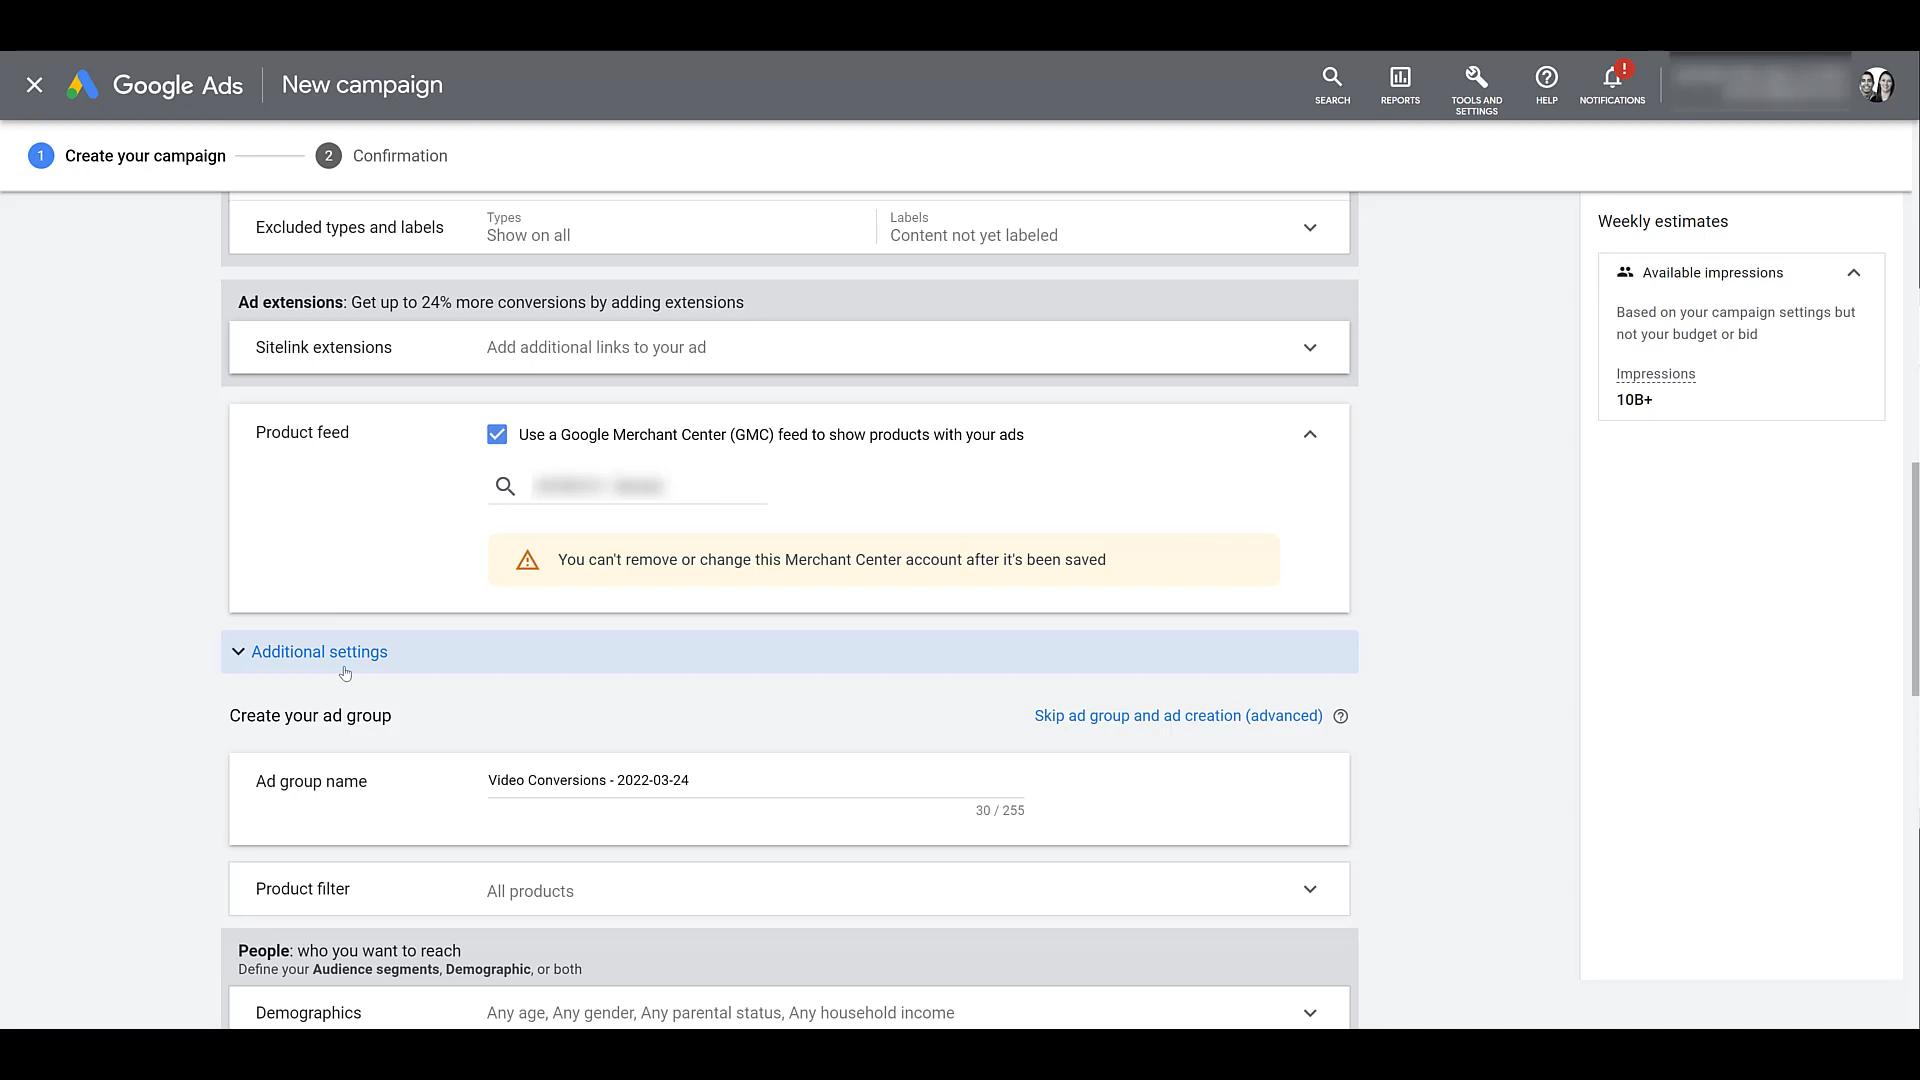 Google Ads
New campaign
SEARCH
REPORTS
TOOLS AND
SETTINGS
HELP
!
NOTIFICATIONS
1 Create your campaign
2 Confirmation
Excluded types and labels
Types
Show on all
Labels
Content not yet labeled
Ad extensions: Get up to 24% more conversions by adding extensions
Sitelink extensions
Add additional links to your ad
Product feed
Use a Google Merchant Center (GMC) feed to show products with your ads
You can't remove or change this Merchant Center account after it's been saved
Additional settings
Create your ad group
Skip ad group and ad creation (advanced)
Ad group name
Video Conversions - 2022-03-24
30 / 255
Product filter
All products
People: who you want to reach
Define your Audience segments, Demographic, or both
Demographics
Any age, Any gender, Any parental status, Any household income
Weekly estimates
Available impressions
Based on your campaign settings but
not your budget or bid
Impressions
10B+